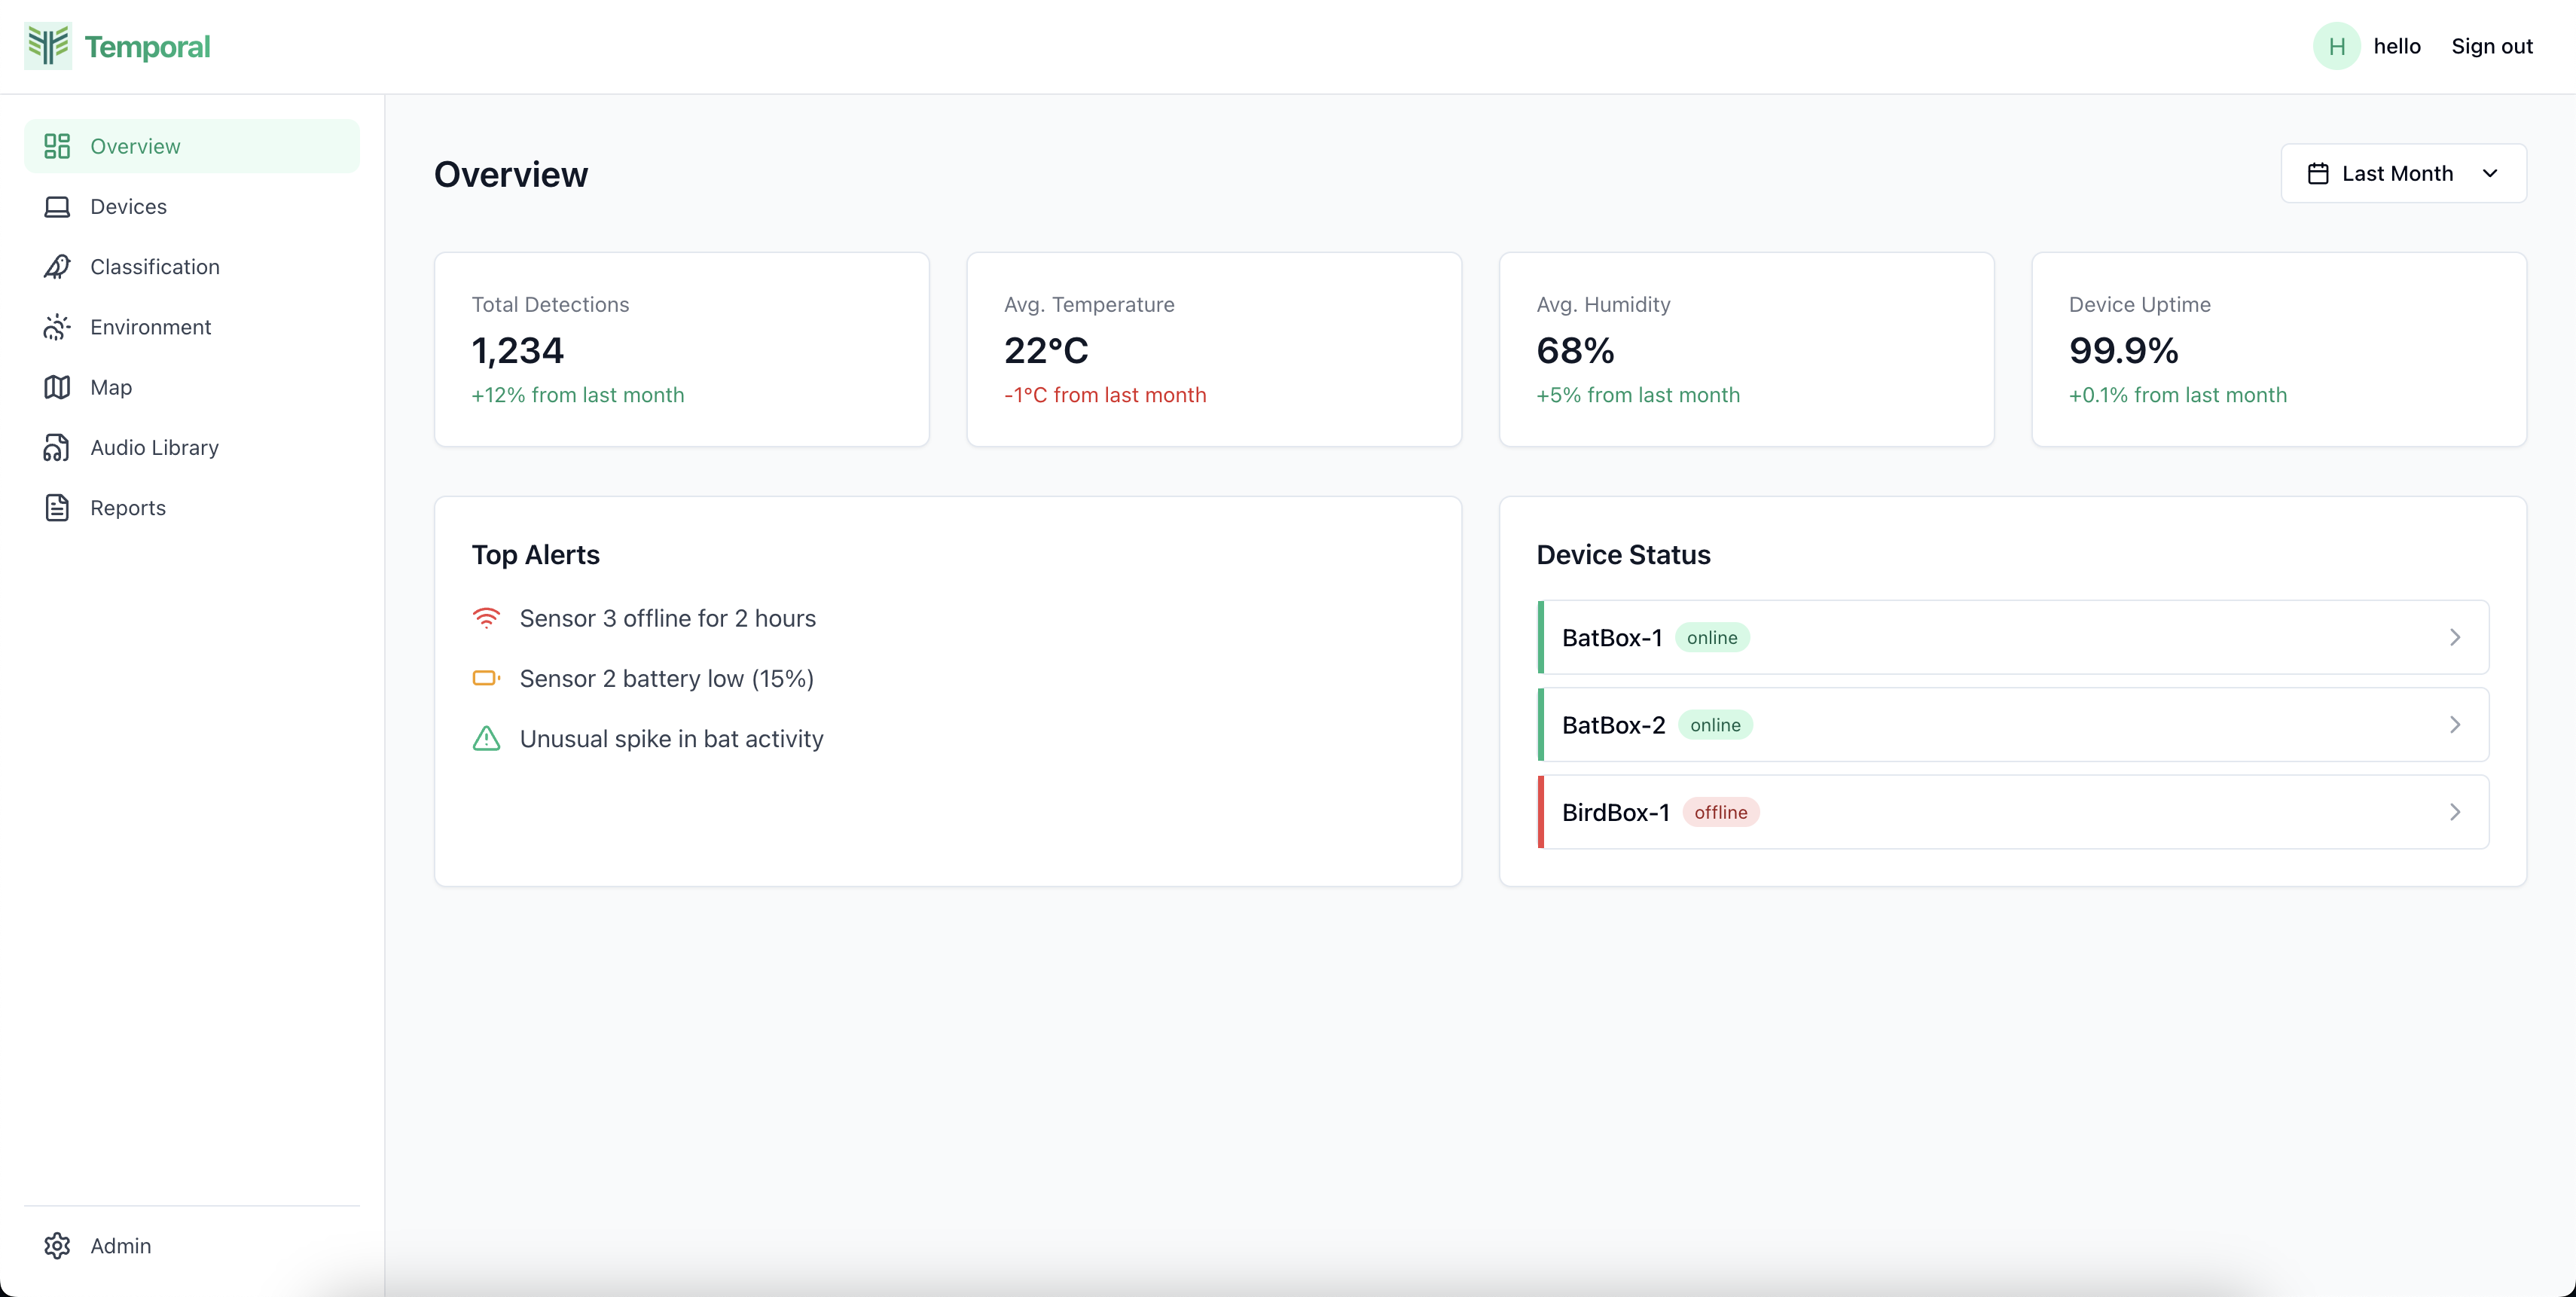 Temporal
H hello Sign out
Overview
Devices
Classification
Environment
Map
Audio Library
Reports
Admin
Overview
Last Month
Total Detections
1,234
+12% from last month
Avg. Temperature
22°C
-1°C from last month
Avg. Humidity
68%
+5% from last month
Device Uptime
99.9%
+0.1% from last month
Top Alerts
Sensor 3 offline for 2 hours
Sensor 2 battery low (15%)
Unusual spike in bat activity
Device Status
BatBox-1 online
BatBox-2 online
BirdBox-1 offline